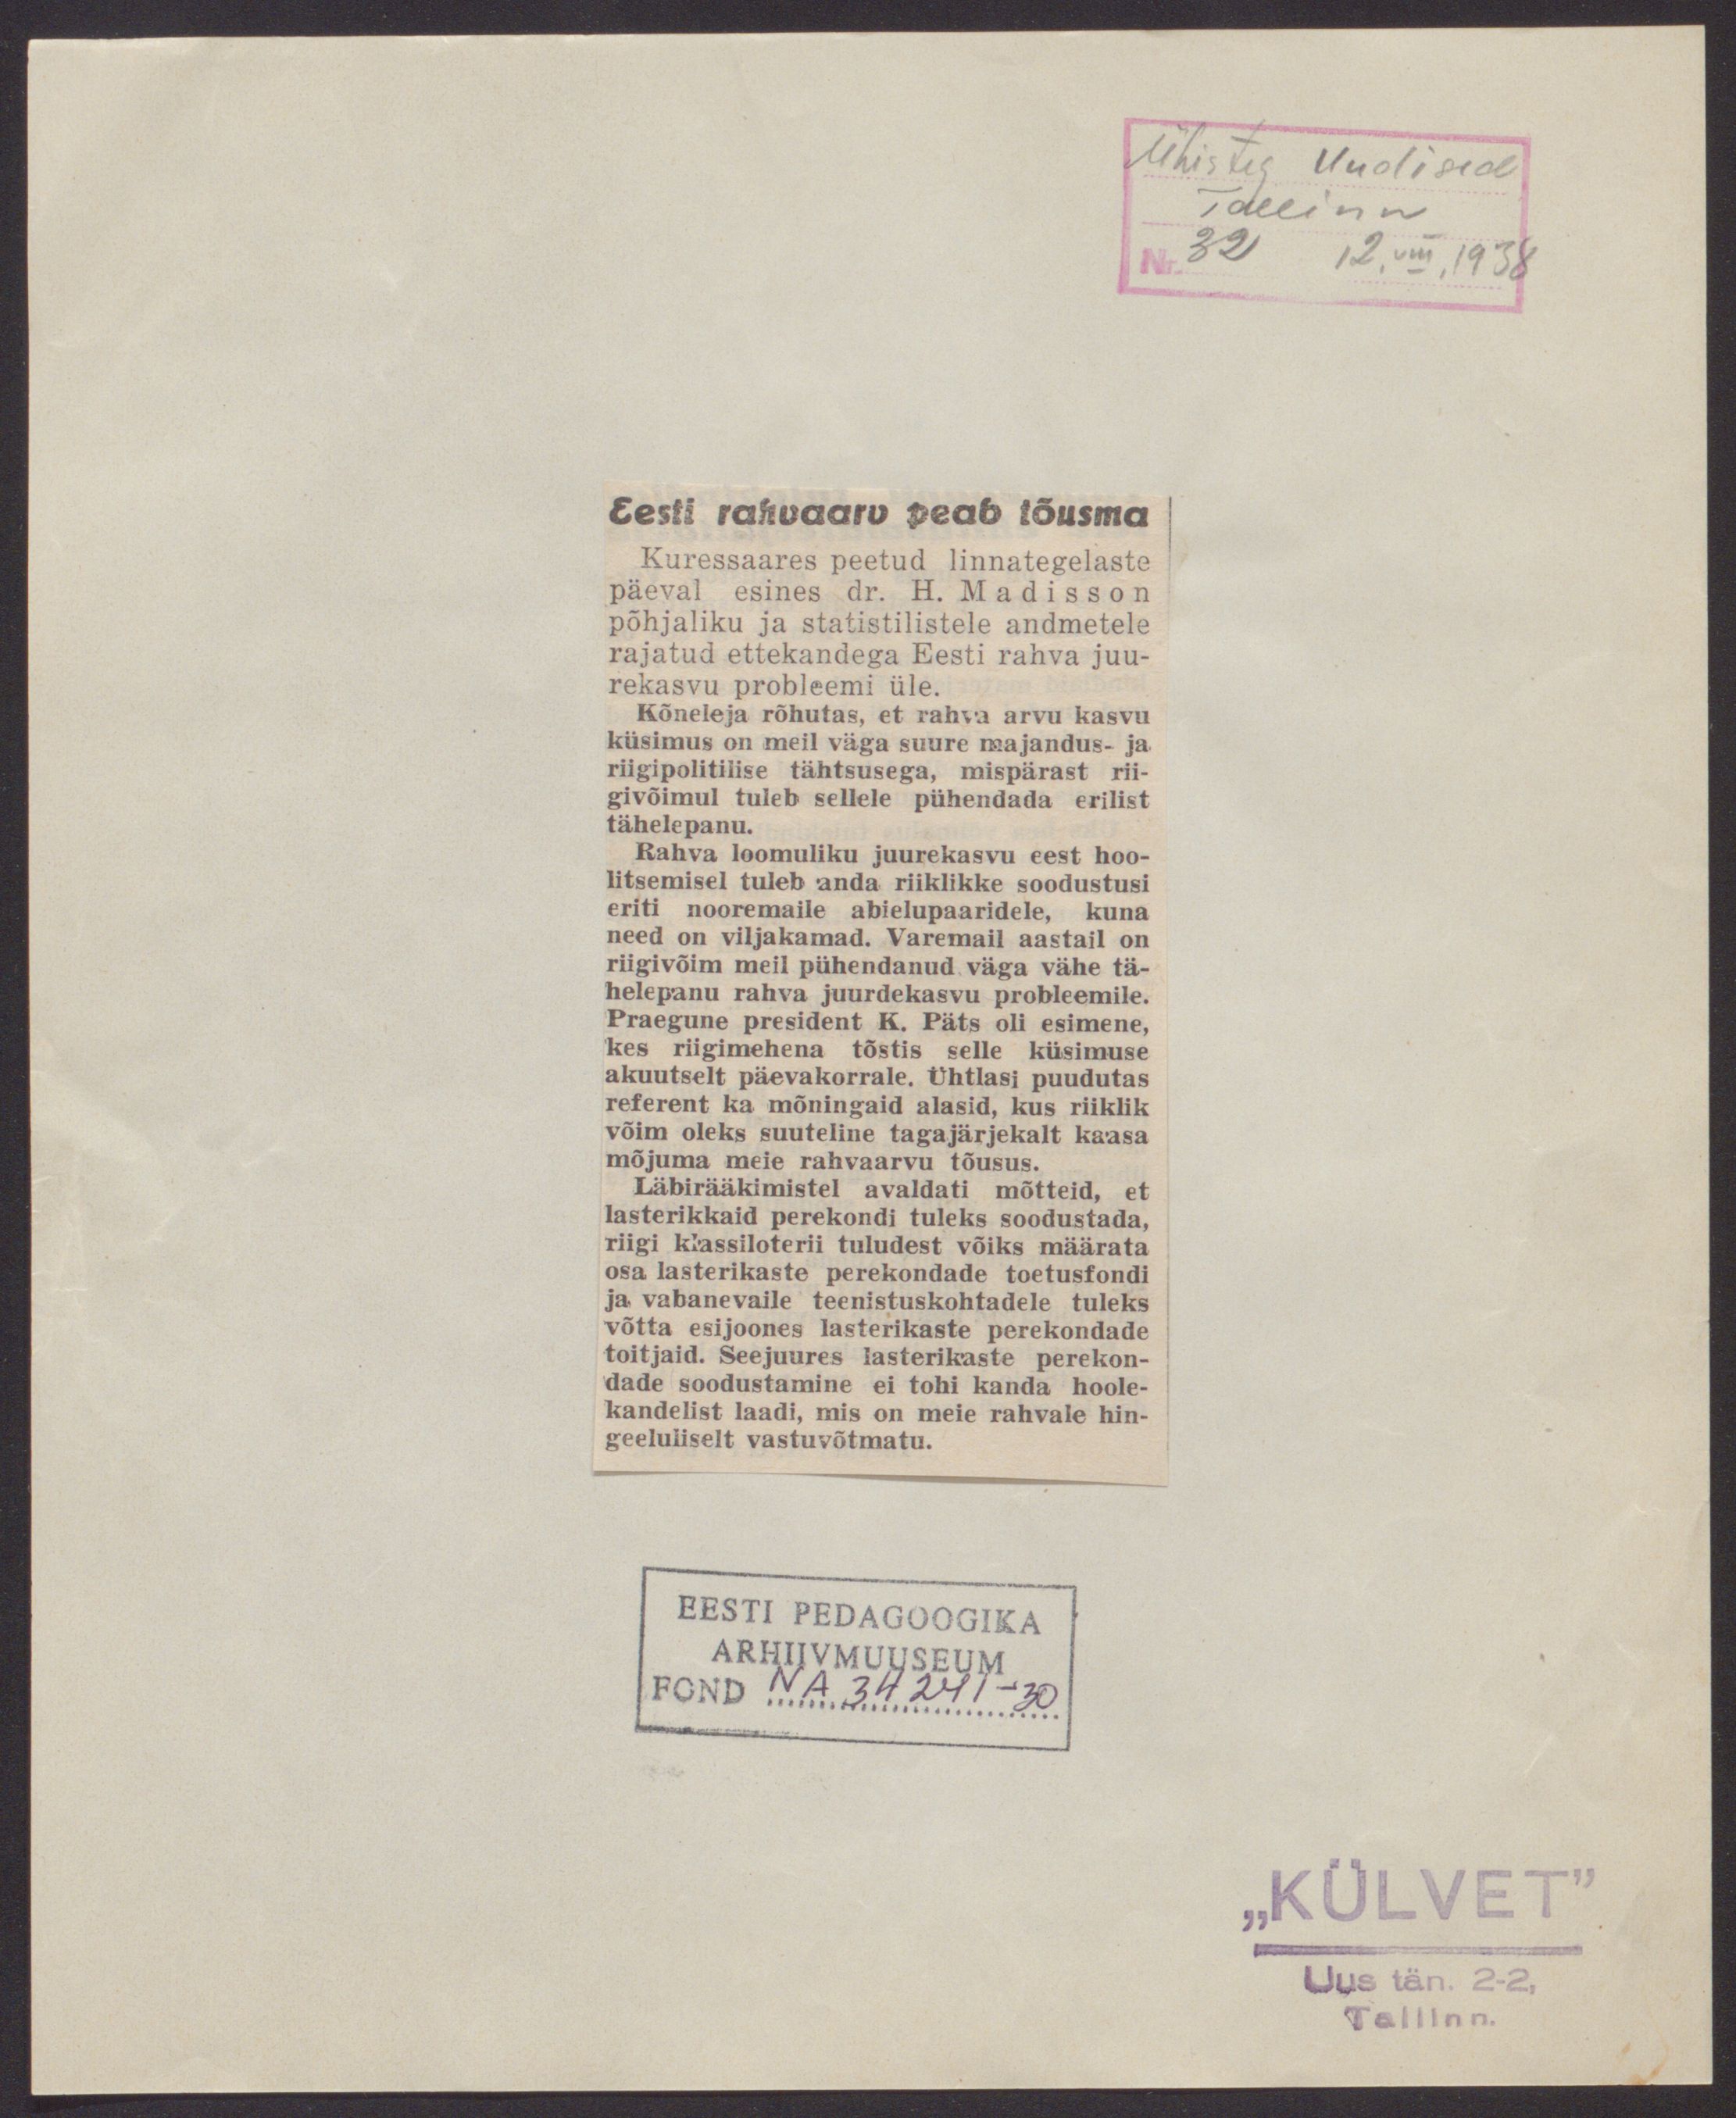 Ühisteg Uudised
Tallinn
Nr. 32 12. VIII. 1938
Eesti rahvaarv peab tõusma
Kuressaares peetud linnategelaste
päeval esines dr. H. Madisson
põhjaliku ja statistilistele andmetele
rajatud ettekandega Eesti rahva juu-
rekasvu probleemi üle.
Kõneleja rõhutas, et rahva arvu kasvu
küsimus on meil väga suure majandus- ja
riigipolitilise tähtsusega, mispärast rii-
givõimul tuleb sellele pühendada erilist
tähelepanu.
Rahva loomuliku juurekasvu eest hoo-
litsemisel tuleb anda riiklikke soodustusi
eriti nooremaile abielupaaridele, kuna
need on viljakamad. Varemail aastail on
riigivõim meil pühendanud väga vähe tä-
helepanu rahva juurdekasvu probleemile.
Praegune president K. Päts oli esimene,
kes riigimehena tõstis selle küsimuse
akuutselt päevakorrale. Ühtlasi puudutas
referent ka mõningaid alasid, kus riiklik
võim oleks suuteline tagajärjekalt kaasa
mõjuma meie rahvaarvu tõusus.
Läbirääkimistel avaldati mõtteid, et
lasterikkaid perekondi tuleks soodustada,
riigi klassiloterii tuludest võiks määrata
osa lasterikaste perekondade toetusfondi
ja vabanevaile teenistuskohtadele tuleks
võtta esijoones lasterikaste perekondade
toitjaid. Seejuures lasterikaste perekon-
dade soodustamine ei tohi kanda hoole-
kandelist laadi, mis on meie rahvale hin-
geeluliselt vastuvõtmatu.
EESTI PEDAGOOGIKA
ARHIIVMUUSEUM
FOND NA 34241-30
„KÜLVET”
Uus tän. 2-2,
Tallinn.